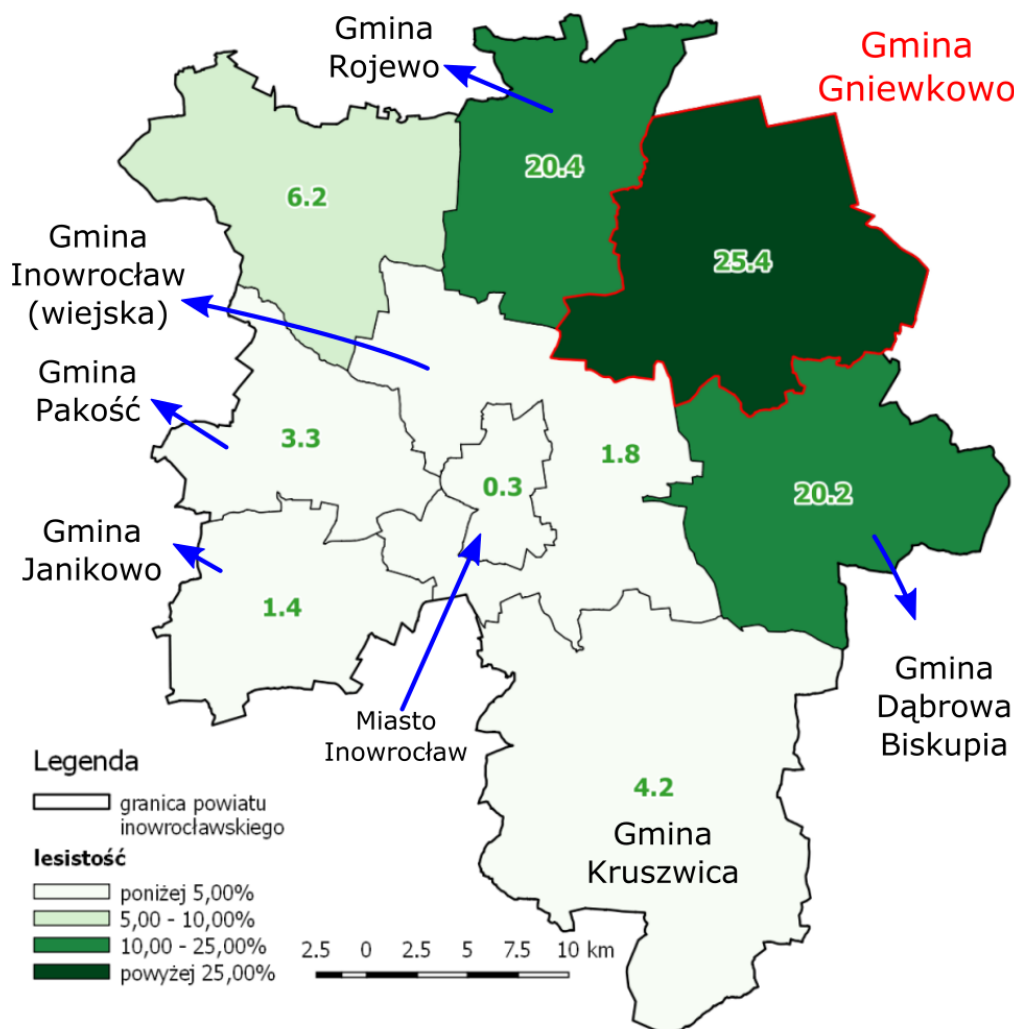 Gmina
Rojewo
Gmina
Gniewkowo
20.4
6.2
Gmina
Inowrocław
(wiejska)
25.4
Gmina
Pakość
3.3
1.8
0.3
20.2
Gmina
Janikowo
1.4
Gmina
Dąbrowa
Biskupia
Miasto
Inowrocław
4.2
Gmina
Kruszwica
Legenda
granica powiatu
inowrocławskiego
lesistość
poniżej 5,00%
5,00 - 10,00%
10,00 - 25,00%
powyżej 25,00%
2.5 0 2.5 5 7.5 10 km